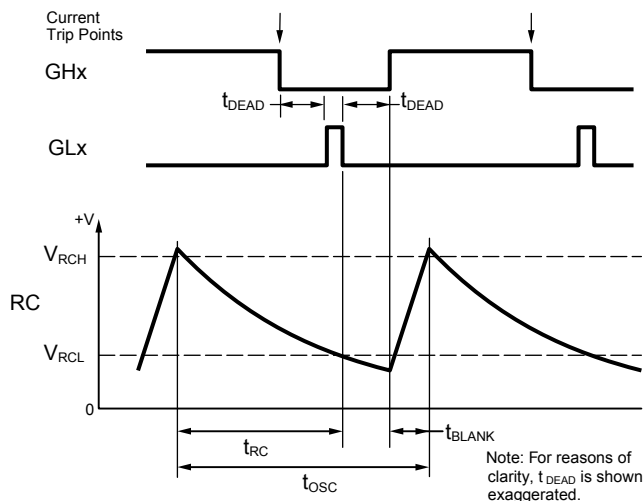 Current
Trip Points
GHx
tDEAD
tDEAD
GLx
+V
VRCH
RC
VRCL
0
tBLANK
tRC
tOSC
Note: For reasons of
clarity, tDEAD is shown
exaggerated.